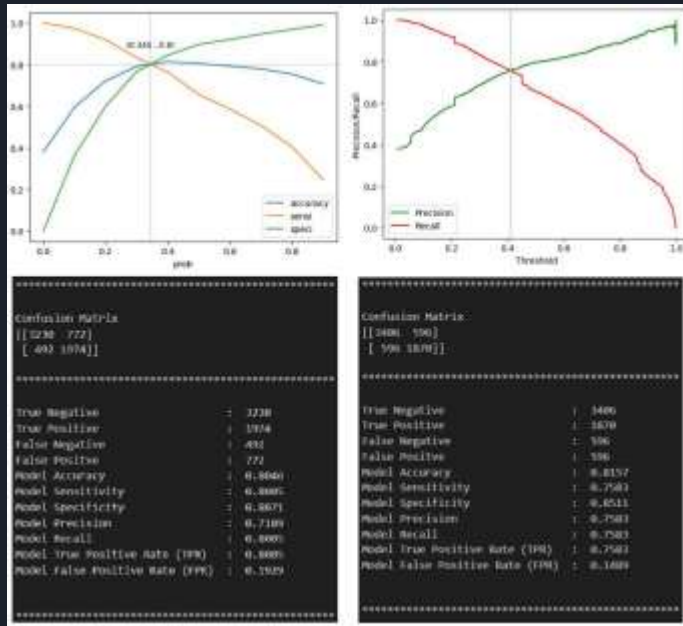 1.0
0.8
0.6
0.4
0.2
0.0
0.0 0.2 0.4 0.6 0.8
prob
accuracy
sensi
speci
Precision/Recall
1.0
0.8
0.6
0.4
0.2
0.0
0.0 0.2 0.4 0.6 0.8 1.0
Threshold
Precision
Recall
Confusion Matrix
[[3230 772]
[ 492 1974]]
True Negative : 3230
True Positive : 1974
False Negative : 492
False Positve : 772
Model Accuracy : 0.8046
Model Sensitivity : 0.8005
Model Specificity : 0.8071
Model Precision : 0.7189
Model Recall : 0.8005
Model True Positive Rate (TPR) : 0.8005
Model False Positive Rate (FPR) : 0.1929
Confusion Matrix
[[3406 596]
[ 596 1870]]
True Negative : 3406
True Positive : 1870
False Negative : 596
False Positve : 596
Model Accuracy : 0.8157
Model Sensitivity : 0.7583
Model Specificity : 0.8511
Model Precision : 0.7583
Model Recall : 0.7583
Model True Positive Rate (TPR) : 0.7583
Model False Positive Rate (FPR) : 0.1489